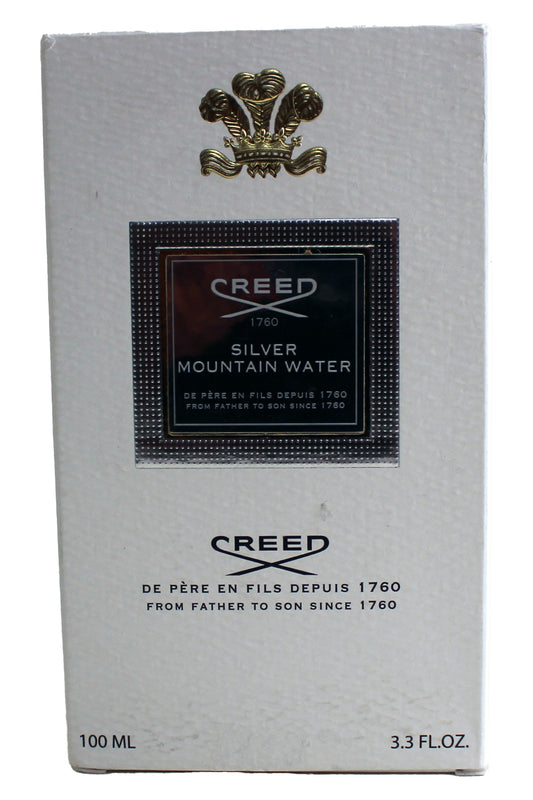 CREED
1760
SILVER
MOUNTAIN WATER
DE PÈRE EN FILS DEPUIS 1760
FROM FATHER TO SON SINCE 1760
CREED
DE PÈRE EN FILS DEPUIS 1760
FROM FATHER TO SON SINCE 1760
100 ML 3.3 FL.OZ.